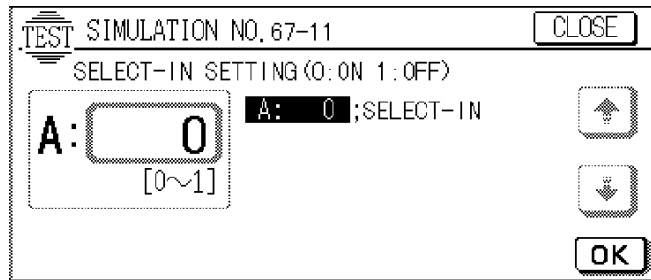 TEST SIMULATION NO.67-11 CLOSE
SELECT-IN SETTING(0:ON 1:OFF)
A: 0 A: 0 ;SELECT-IN
[0~1]
OK